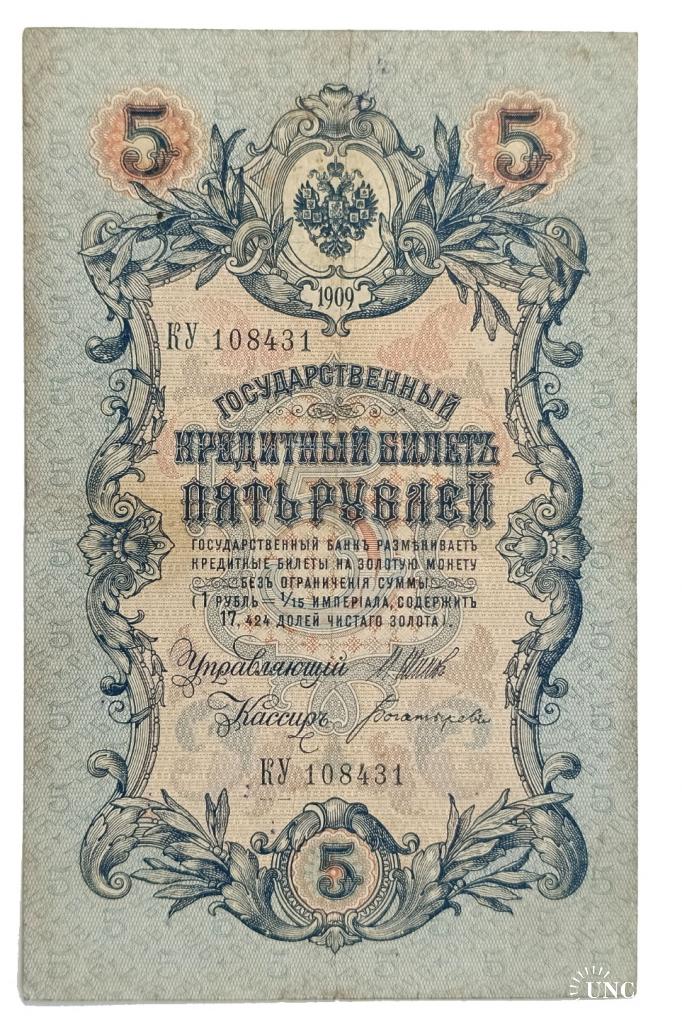 5 5
1909
КУ 108431
ГОСУДАРСТВЕННЫЙ
КРЕДИТНЫЙ БИЛЕТЪ
ПЯТЬ РУБЛЕЙ
ГОСУДАРСТВЕННЫЙ БАНКЪ РАЗМѢНИВАЕТЪ
КРЕДИТНЫЕ БИЛЕТЫ НА ЗОЛОТУЮ МОНЕТУ
БЕЗЪ ОГРАНИЧЕНІЯ СУММЫ
(1 РУБЛЬ = 1/15 ИМПЕРІАЛА, СОДЕРЖИТЪ
17,424 ДОЛЕЙ ЧИСТАГО ЗОЛОТА).
Управляющій И. Шипов
Кассиръ Богатыревъ
КУ 108431
5
UNC